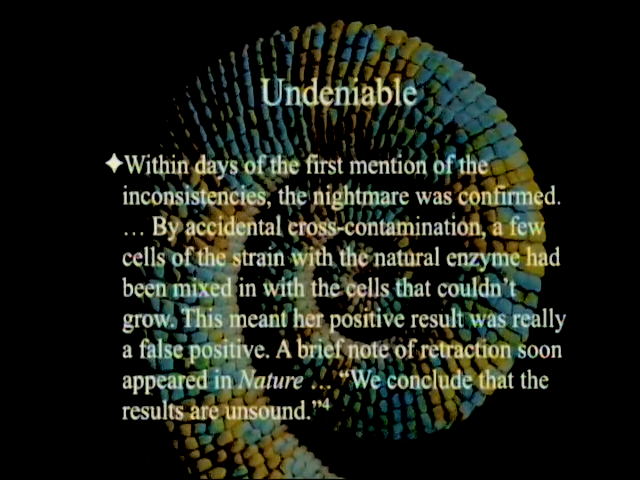 Undeniable
✦Within days of the first mention of the
inconsistencies, the nightmare was confirmed.
… By accidental cross-contamination, a few
cells of the strain with the natural enzyme had
been mixed in with the cells that couldn't
grow. This meant her positive result was really
a false positive. A brief note of retraction soon
appeared in Nature … “We conclude that the
results are unsound.”4